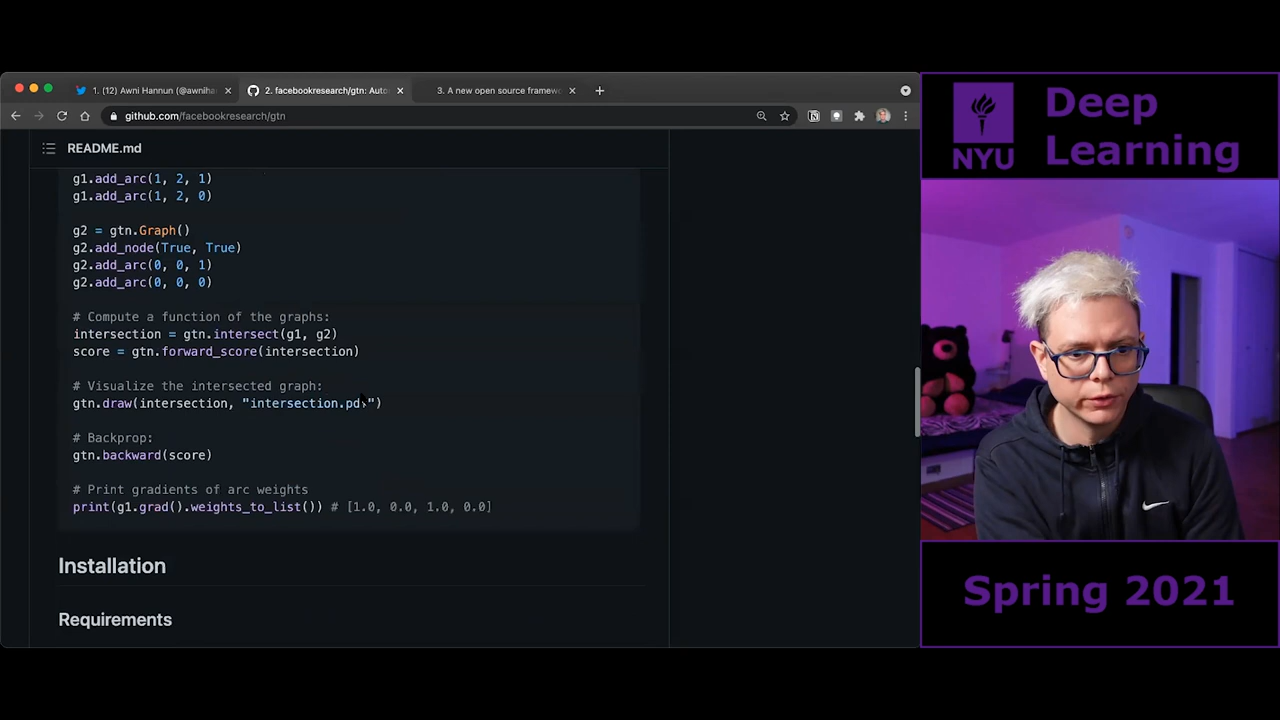 1. (12) Awni Hannun (@awniha
2. facebookresearch/gtn: Auto
3. A new open source framew
github.com/facebookresearch/gtn
README.md
g1.add_arc(1, 2, 1)
g1.add_arc(1, 2, 0)
g2 = gtn.Graph()
g2.add_node(True, True)
g2.add_arc(0, 0, 1)
g2.add_arc(0, 0, 0)
# Compute a function of the graphs:
intersection = gtn.intersect(g1, g2)
score = gtn.forward_score(intersection)
# Visualize the intersected graph:
gtn.draw(intersection, "intersection.pdf")
# Backprop:
gtn.backward(score)
# Print gradients of arc weights
print(g1.grad().weights_to_list()) # [1.0, 0.0, 1.0, 0.0]
Installation
Requirements
NYU
Deep
Learning
Spring 2021